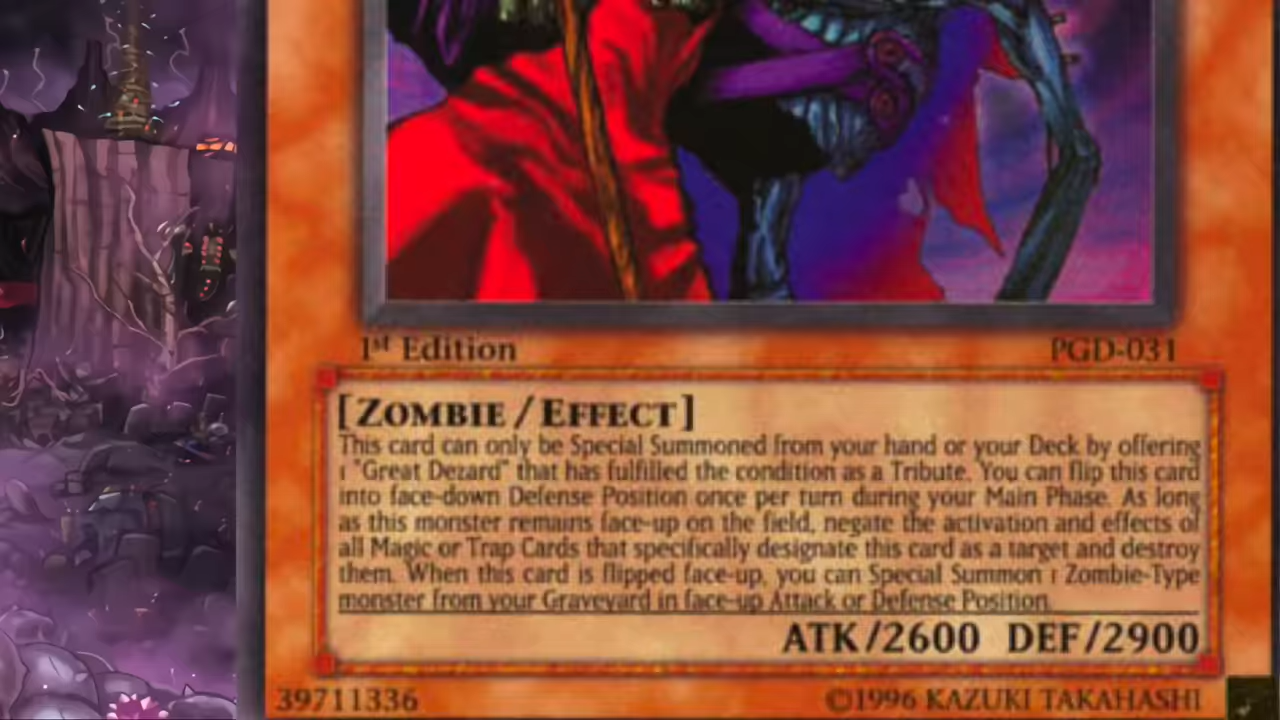 1st Edition PGD-031
[ZOMBIE / EFFECT]
This card can only be Special Summoned from your hand or your Deck by offering
1 "Great Dezard" that has fulfilled the condition as a Tribute. You can flip this card
into face-down Defense Position once per turn during your Main Phase. As long
as this monster remains face-up on the field, negate the activation and effects of
all Magic or Trap Cards that specifically designate this card as a target and destroy
them. When this card is flipped face-up, you can Special Summon 1 Zombie-Type
monster from your Graveyard in face-up Attack or Defense Position.
ATK/2600 DEF/2900
39711336 ©1996 KAZUKI TAKAHASHI